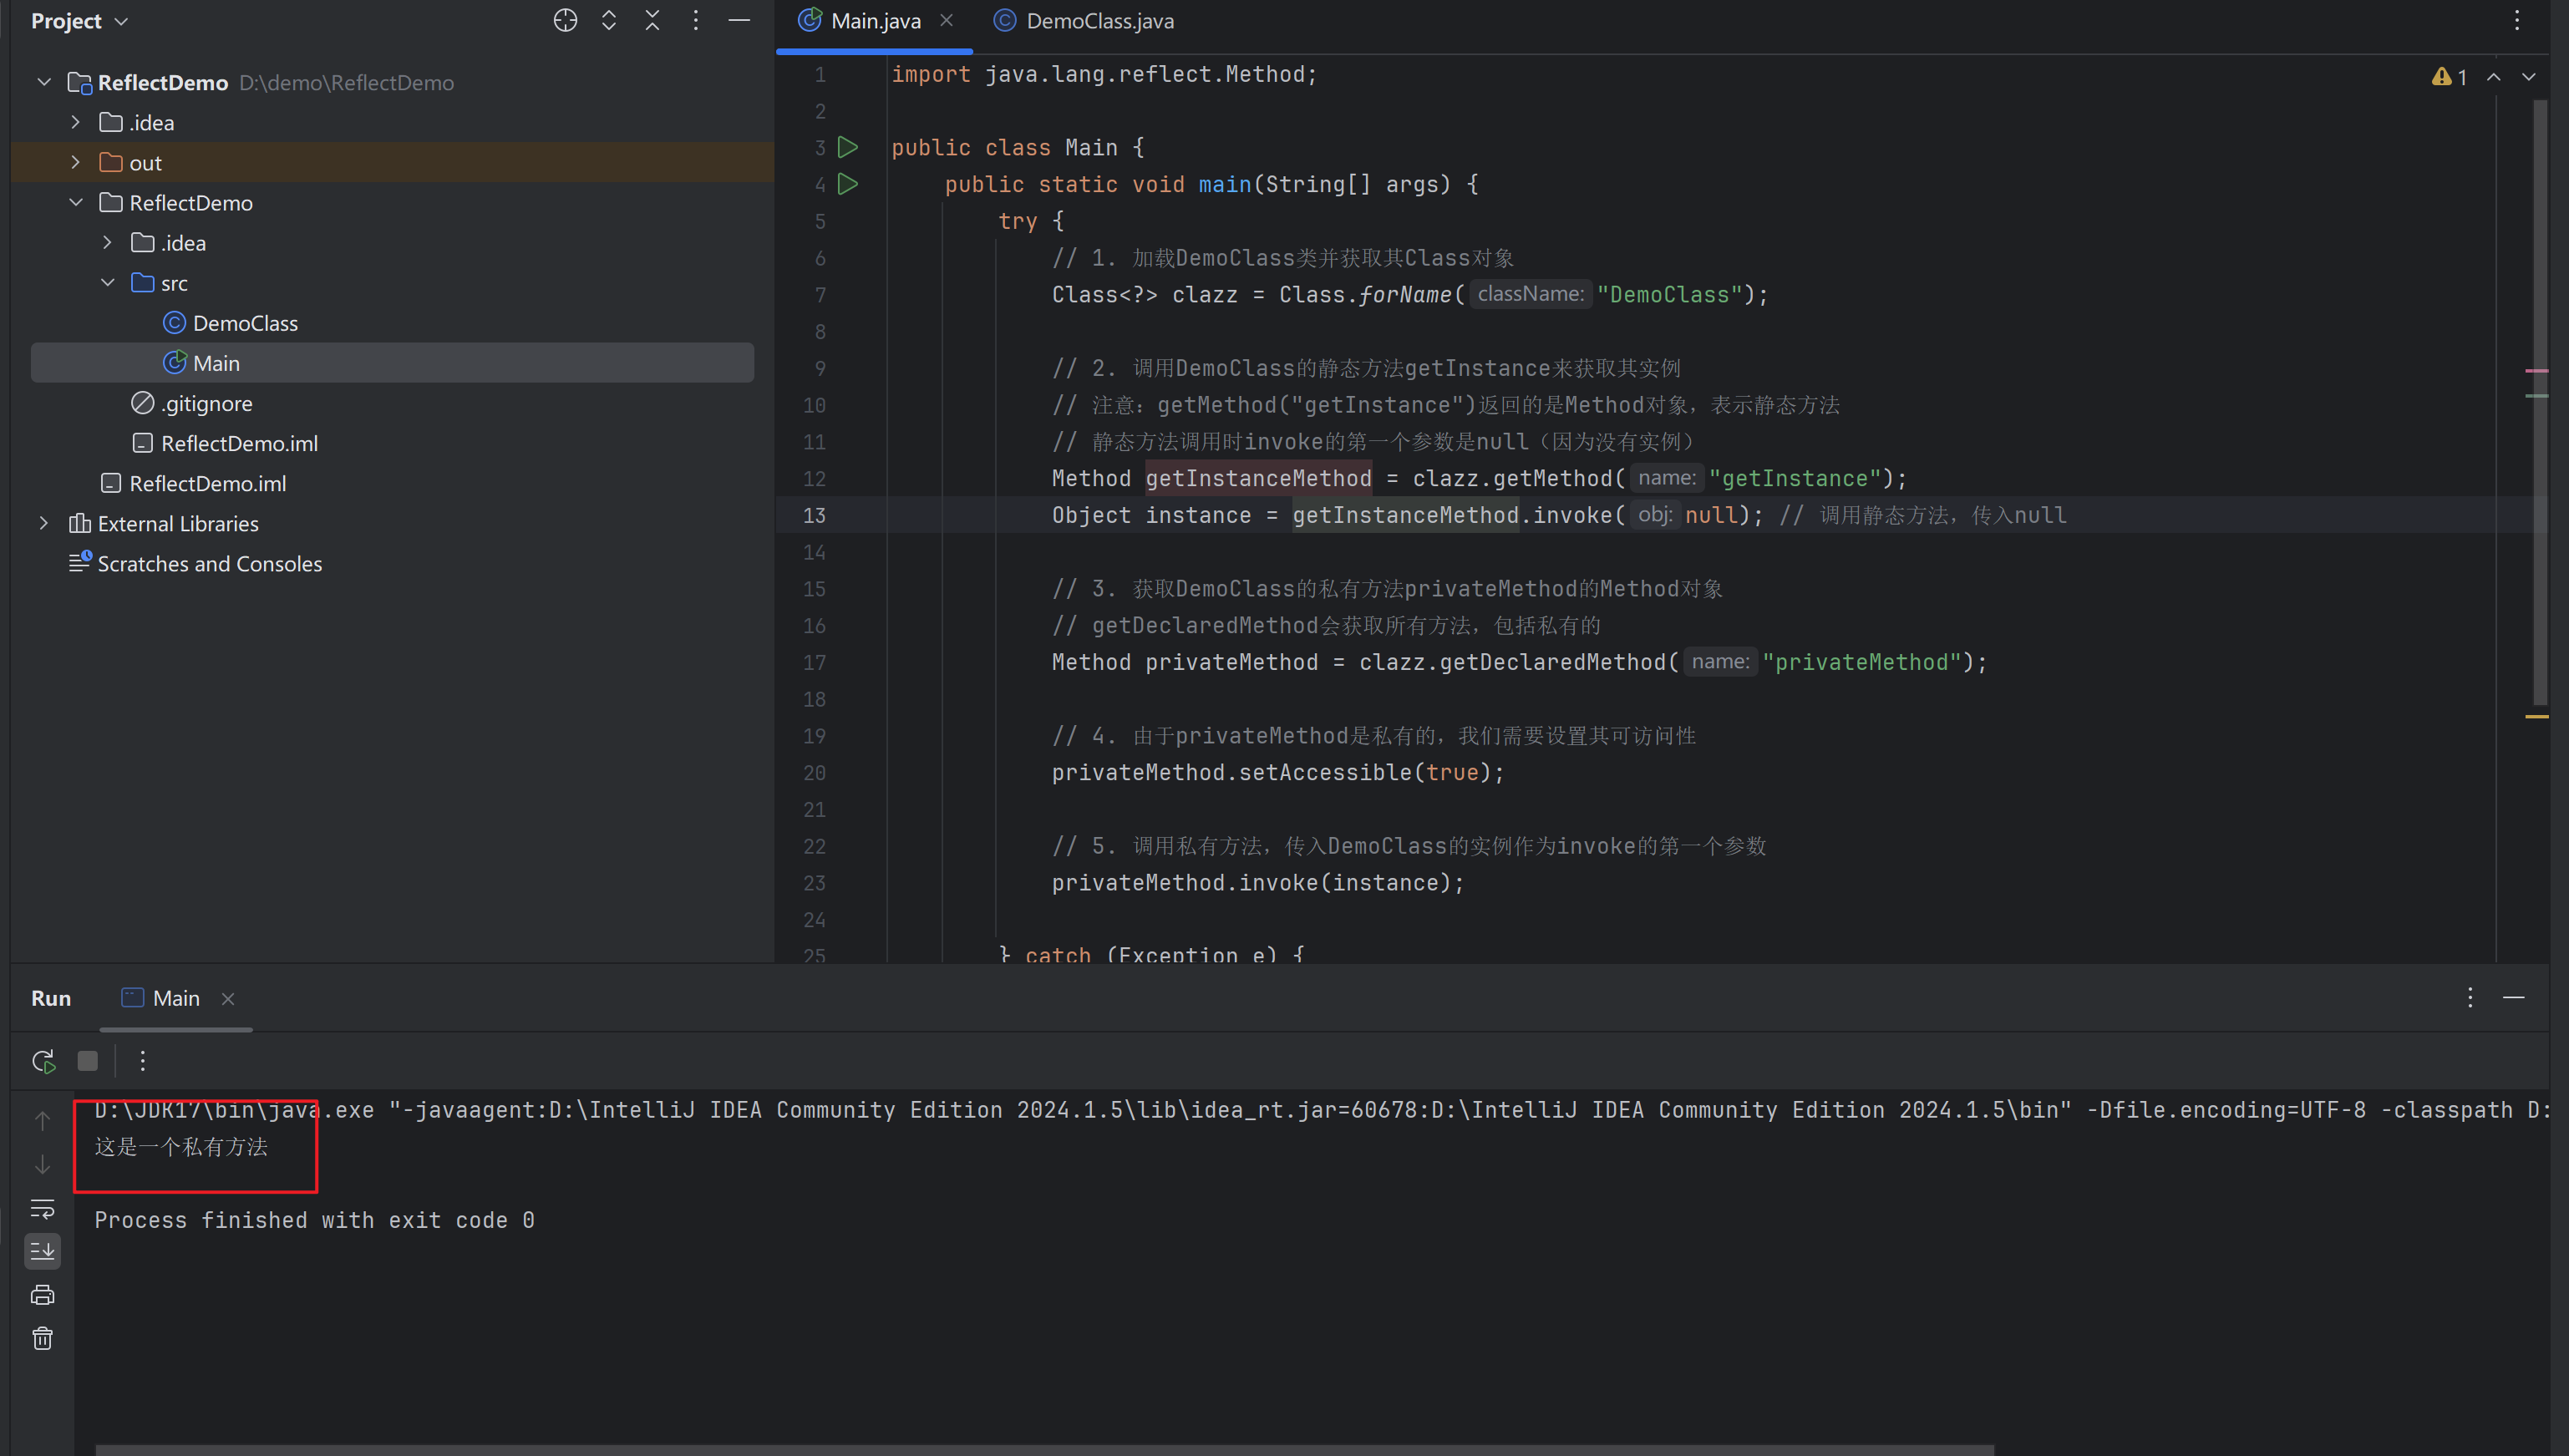 Project
ReflectDemo D:\demo\ReflectDemo
.idea
out
ReflectDemo
.idea
src
DemoClass
Main
.gitignore
ReflectDemo.iml
ReflectDemo.iml
External Libraries
Scratches and Consoles
Main.java
DemoClass.java
1
1 import java.lang.reflect.Method;
2
3 public class Main {
4 public static void main(String[] args) {
5 try {
6 // 1. 加载DemoClass类并获取其Class对象
7 Class<?> clazz = Class.forName( className: "DemoClass");
8
9 // 2. 调用DemoClass的静态方法getInstance来获取其实例
10 // 注意：getMethod("getInstance")返回的是Method对象，表示静态方法
11 // 静态方法调用时invoke的第一个参数是null（因为没有实例）
12 Method getInstanceMethod = clazz.getMethod( name: "getInstance");
13 Object instance = getInstanceMethod.invoke( obj: null); // 调用静态方法，传入null
14
15 // 3. 获取DemoClass的私有方法privateMethod的Method对象
16 // getDeclaredMethod会获取所有方法，包括私有的
17 Method privateMethod = clazz.getDeclaredMethod( name: "privateMethod");
18
19 // 4. 由于privateMethod是私有的，我们需要设置其可访问性
20 privateMethod.setAccessible(true);
21
22 // 5. 调用私有方法，传入DemoClass的实例作为invoke的第一个参数
23 privateMethod.invoke(instance);
24
25 } catch (Exception e) {
Run
Main
D:\JDK17\bin\java.exe "-javaagent:D:\IntelliJ IDEA Community Edition 2024.1.5\lib\idea_rt.jar=60678:D:\IntelliJ IDEA Community Edition 2024.1.5\bin" -Dfile.encoding=UTF-8 -classpath D:
这是一个私有方法
Process finished with exit code 0